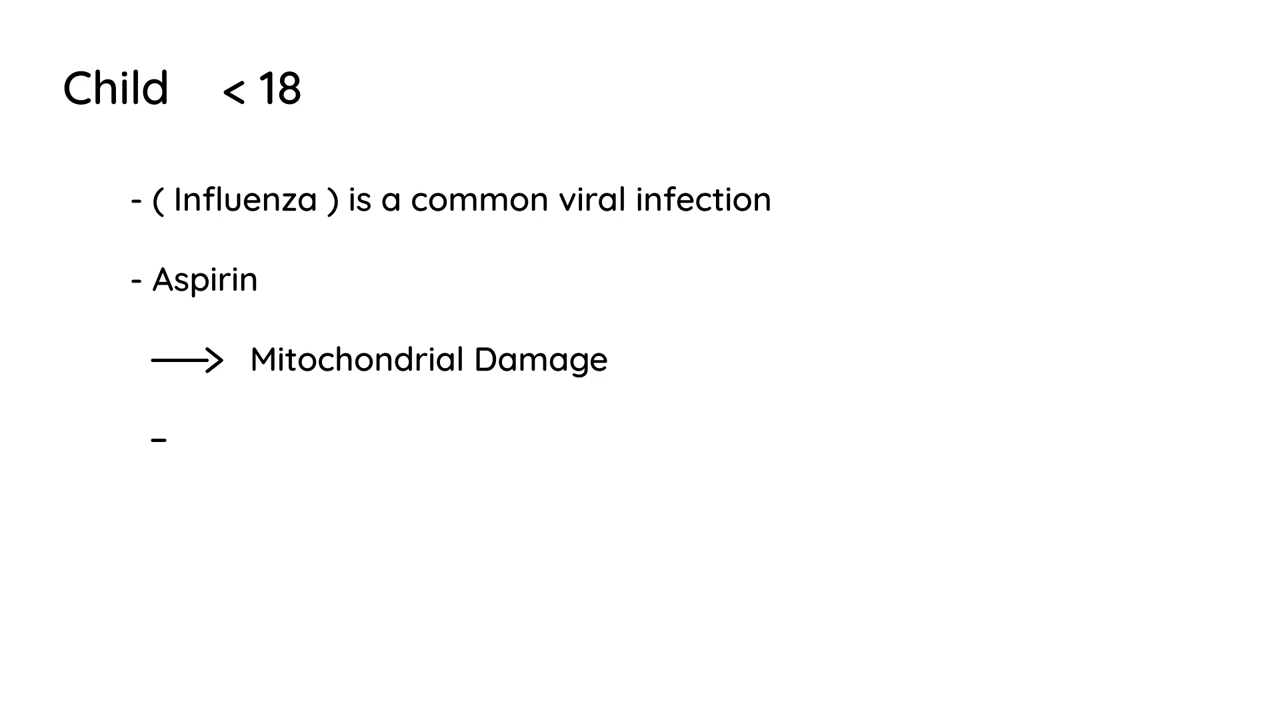 Child < 18
- ( Influenza ) is a common viral infection
- Aspirin
→ Mitochondrial Damage
–